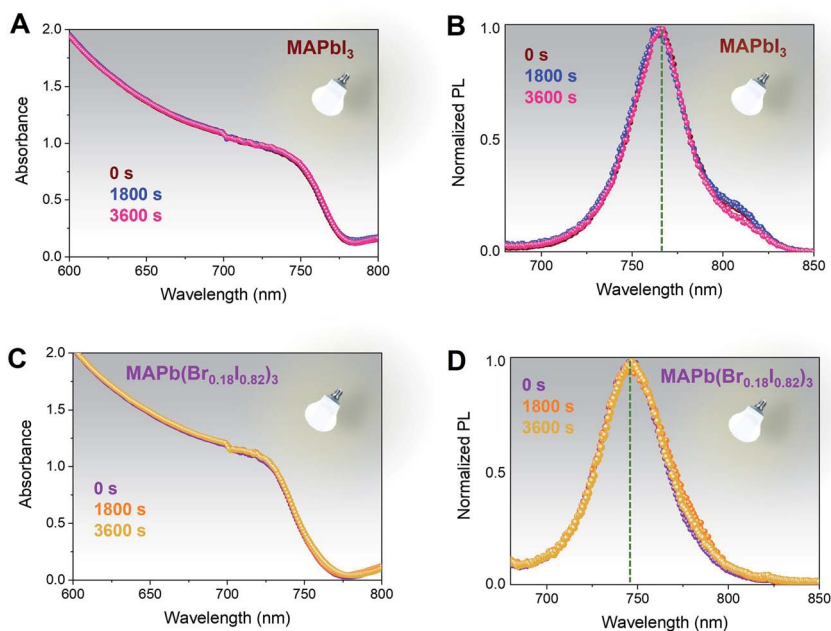 A
MAPbI₃
0 s
1800 s
3600 s
Absorbance
2.0
1.5
1.0
0.5
0.0
600 650 700 750 800
Wavelength (nm)
B
MAPbI₃
0 s
1800 s
3600 s
Normalized PL
1.0
0.5
0.0
700 750 800 850
Wavelength (nm)
C
MAPb(Br₀.₁₈I₀.₈₂)₃
0 s
1800 s
3600 s
Absorbance
2.0
1.5
1.0
0.5
0.0
600 650 700 750 800
Wavelength (nm)
D
MAPb(Br₀.₁₈I₀.₈₂)₃
0 s
1800 s
3600 s
Normalized PL
1.0
0.5
0.0
700 750 800 850
Wavelength (nm)